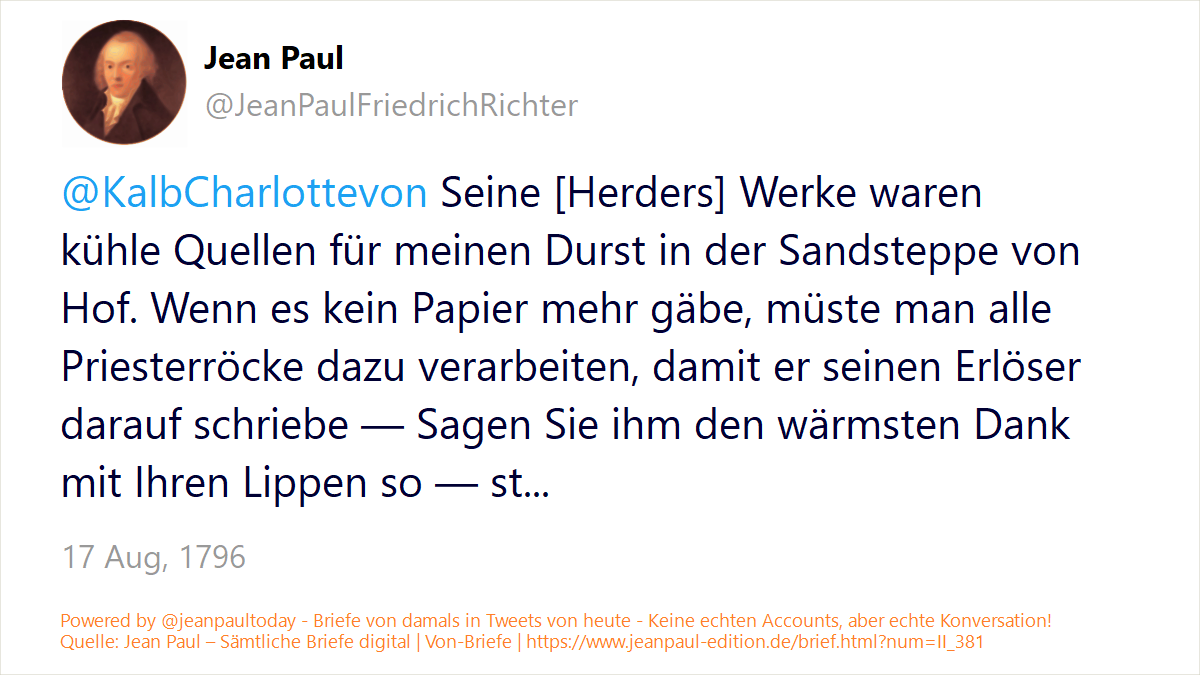 Jean Paul
@JeanPaulFriedrichRichter
@KalbCharlottevon Seine [Herders] Werke waren
kühle Quellen für meinen Durst in der Sandsteppe von
Hof. Wenn es kein Papier mehr gäbe, müste man alle
Priesterröcke dazu verarbeiten, damit er seinen Erlöser
darauf schriebe — Sagen Sie ihm den wärmsten Dank
mit Ihren Lippen so — st...
17 Aug, 1796
Powered by @jeanpaultoday - Briefe von damals in Tweets von heute - Keine echten Accounts, aber echte Konversation!
Quelle: Jean Paul – Sämtliche Briefe digital | Von-Briefe | https://www.jeanpaul-edition.de/brief.html?num=II_381